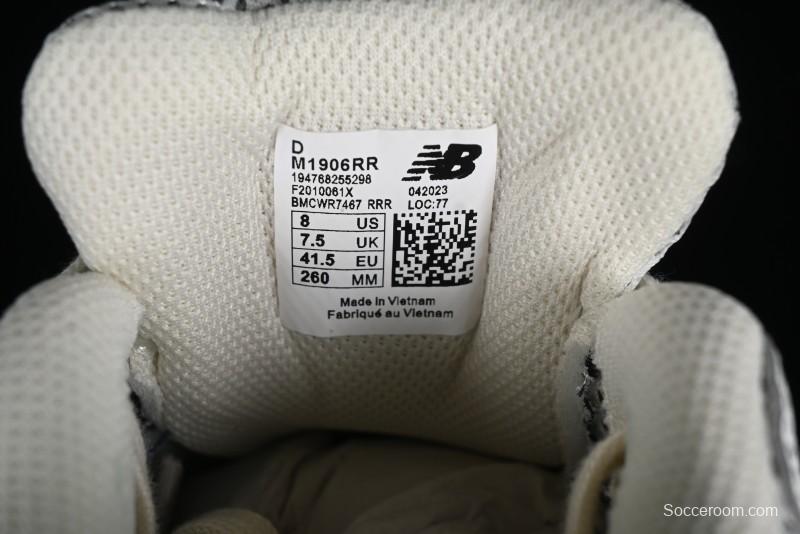 D
M1906RR
194768255298
F2010061X 042023
BMCWR7467 RRR LOC:77
NB
8 US
7.5 UK
41.5 EU
260 MM
Made in Vietnam
Fabriqué au Vietnam
Socceroom.com